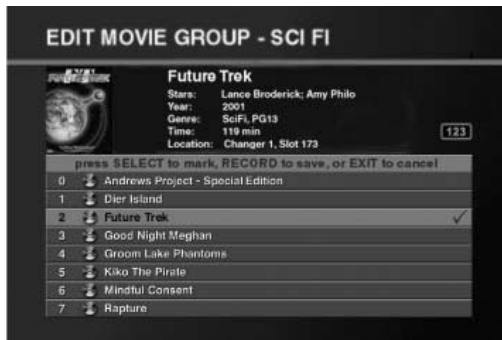 EDIT MOVIE GROUP - SCI FI
Future Trek
Stars: Lance Broderick; Amy Philo
Year: 2001
Genre: SciFi, PG13
Time: 119 min
Location: Changer 1, Slot 173
123
press SELECT to mark, RECORD to save, or EXIT to cancel
0 Andrews Project - Special Edition
1 Dier Island
2 Future Trek
3 Good Night Meghan
4 Groom Lake Phantoms
5 Kiko The Pirate
6 Mindful Consent
7 Rapture